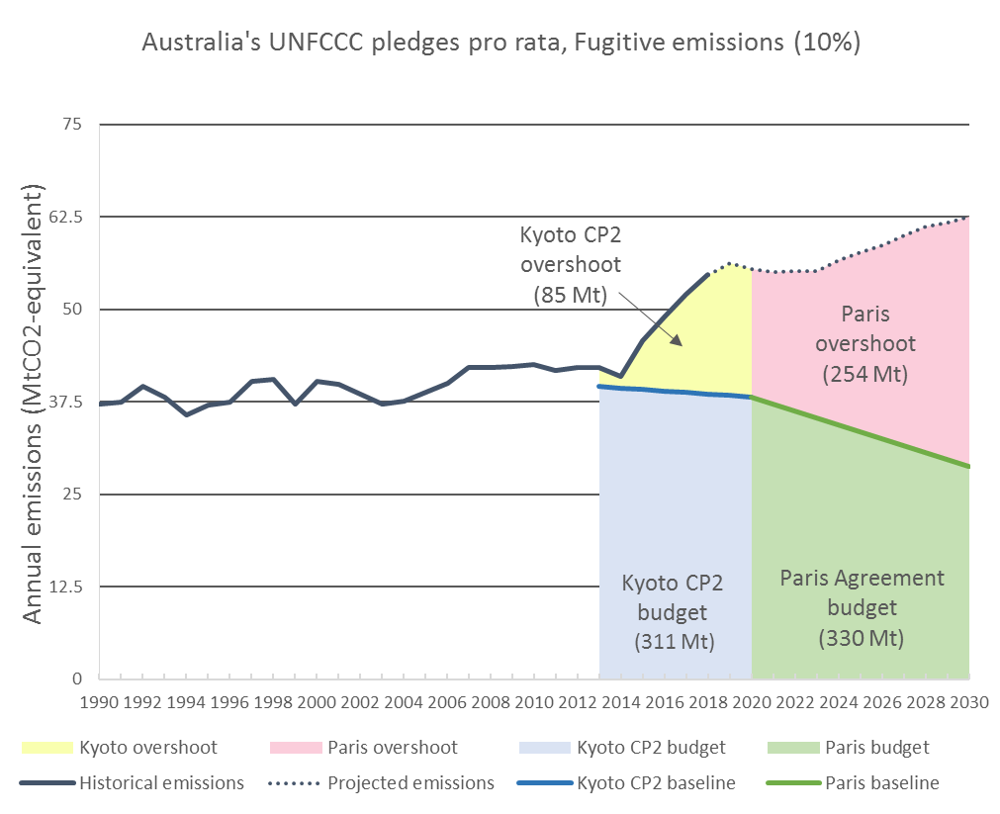 Australia's UNFCCC pledges pro rata, Fugitive emissions (10%)
Annual emissions (MtCO2-equivalent)
75
62.5
50
37.5
25
12.5
0
Kyoto CP2
overshoot
(85 Mt)
Paris
overshoot
(254 Mt)
Kyoto CP2
budget
(311 Mt)
Paris Agreement
budget
(330 Mt)
1990 1992 1994 1996 1998 2000 2002 2004 2006 2008 2010 2012 2014 2016 2018 2020 2022 2024 2026 2028 2030
Kyoto overshoot Paris overshoot Kyoto CP2 budget Paris budget
Historical emissions Projected emissions Kyoto CP2 baseline Paris baseline